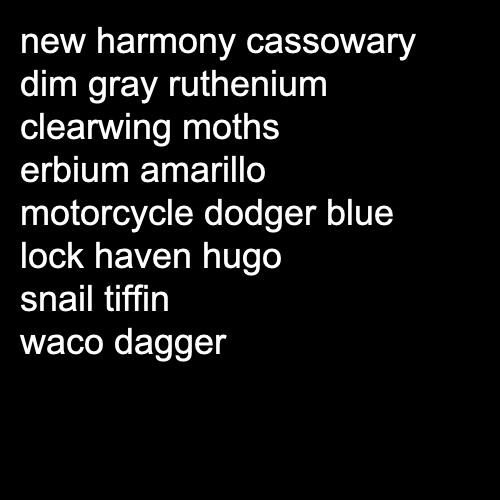 new harmony cassowary
dim gray ruthenium
clearwing moths
erbium amarillo
motorcycle dodger blue
lock haven hugo
snail tiffin
waco dagger